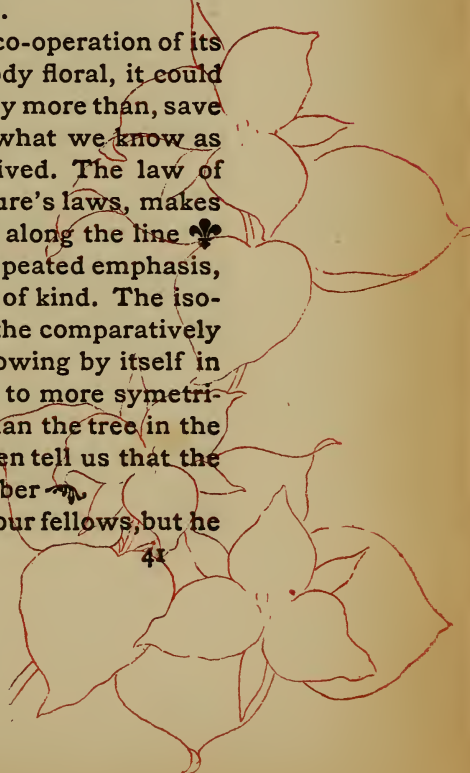 co-operation of its
dy floral, it could
y more than, save
what we know as
ived. The law of
ure's laws, makes
along the line
peated emphasis,
of kind. The iso-
the comparatively
owing by itself in
to more symetri-
an the tree in the
en tell us that the
ber
our fellows, but he
41